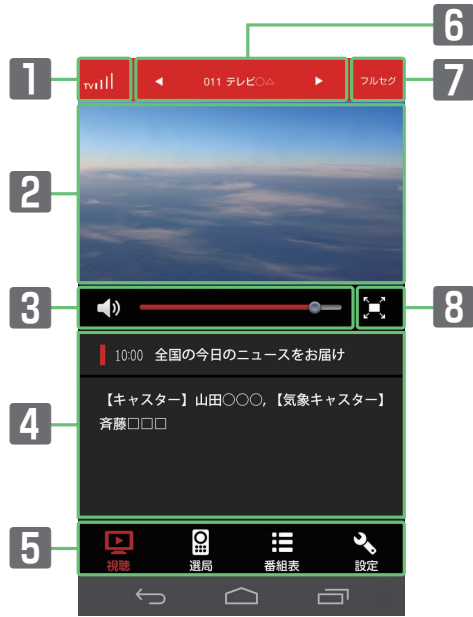 6
1
TV
011 テレビ○△
フルセグ
7
2
3
8
10:00 全国の今日のニュースをお届け
【キャスター】山田○○○,【気象キャスター】
斉藤□□□
4
5
視聴
選局
番組表
設定